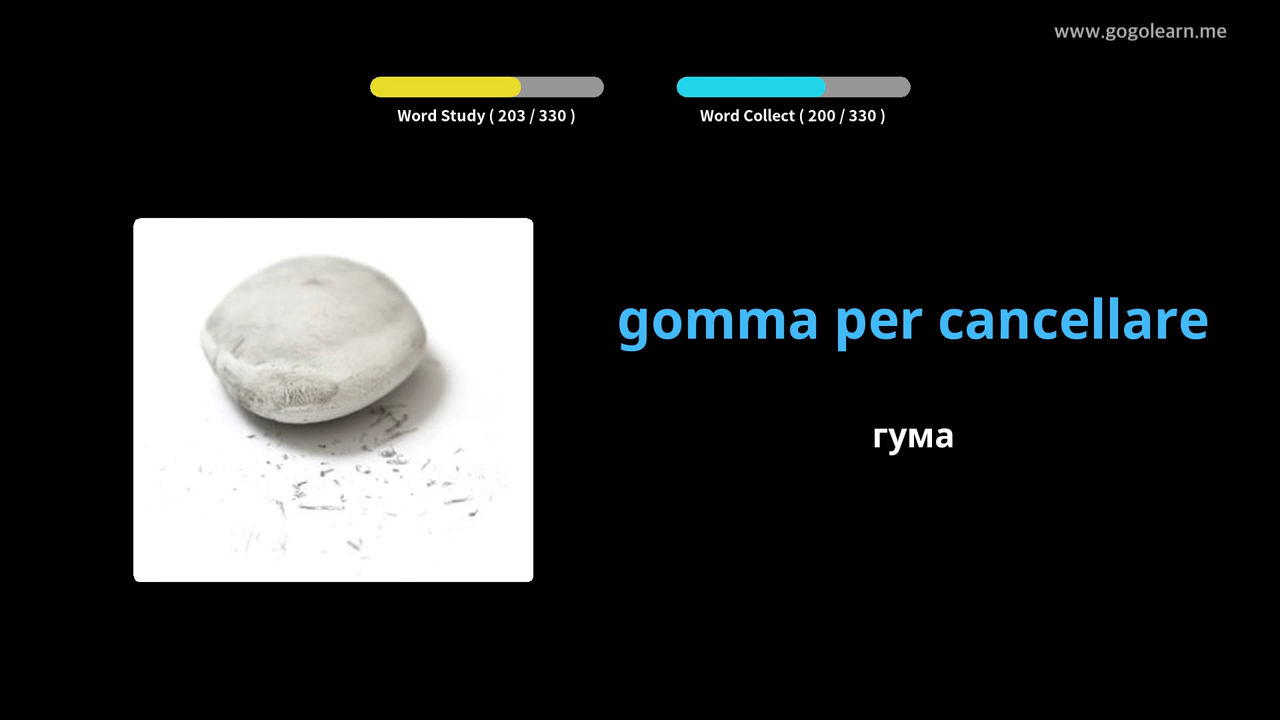 www.gogolearn.me
Word Study ( 203 / 330 )
Word Collect ( 200 / 330 )
gomma per cancellare
гума